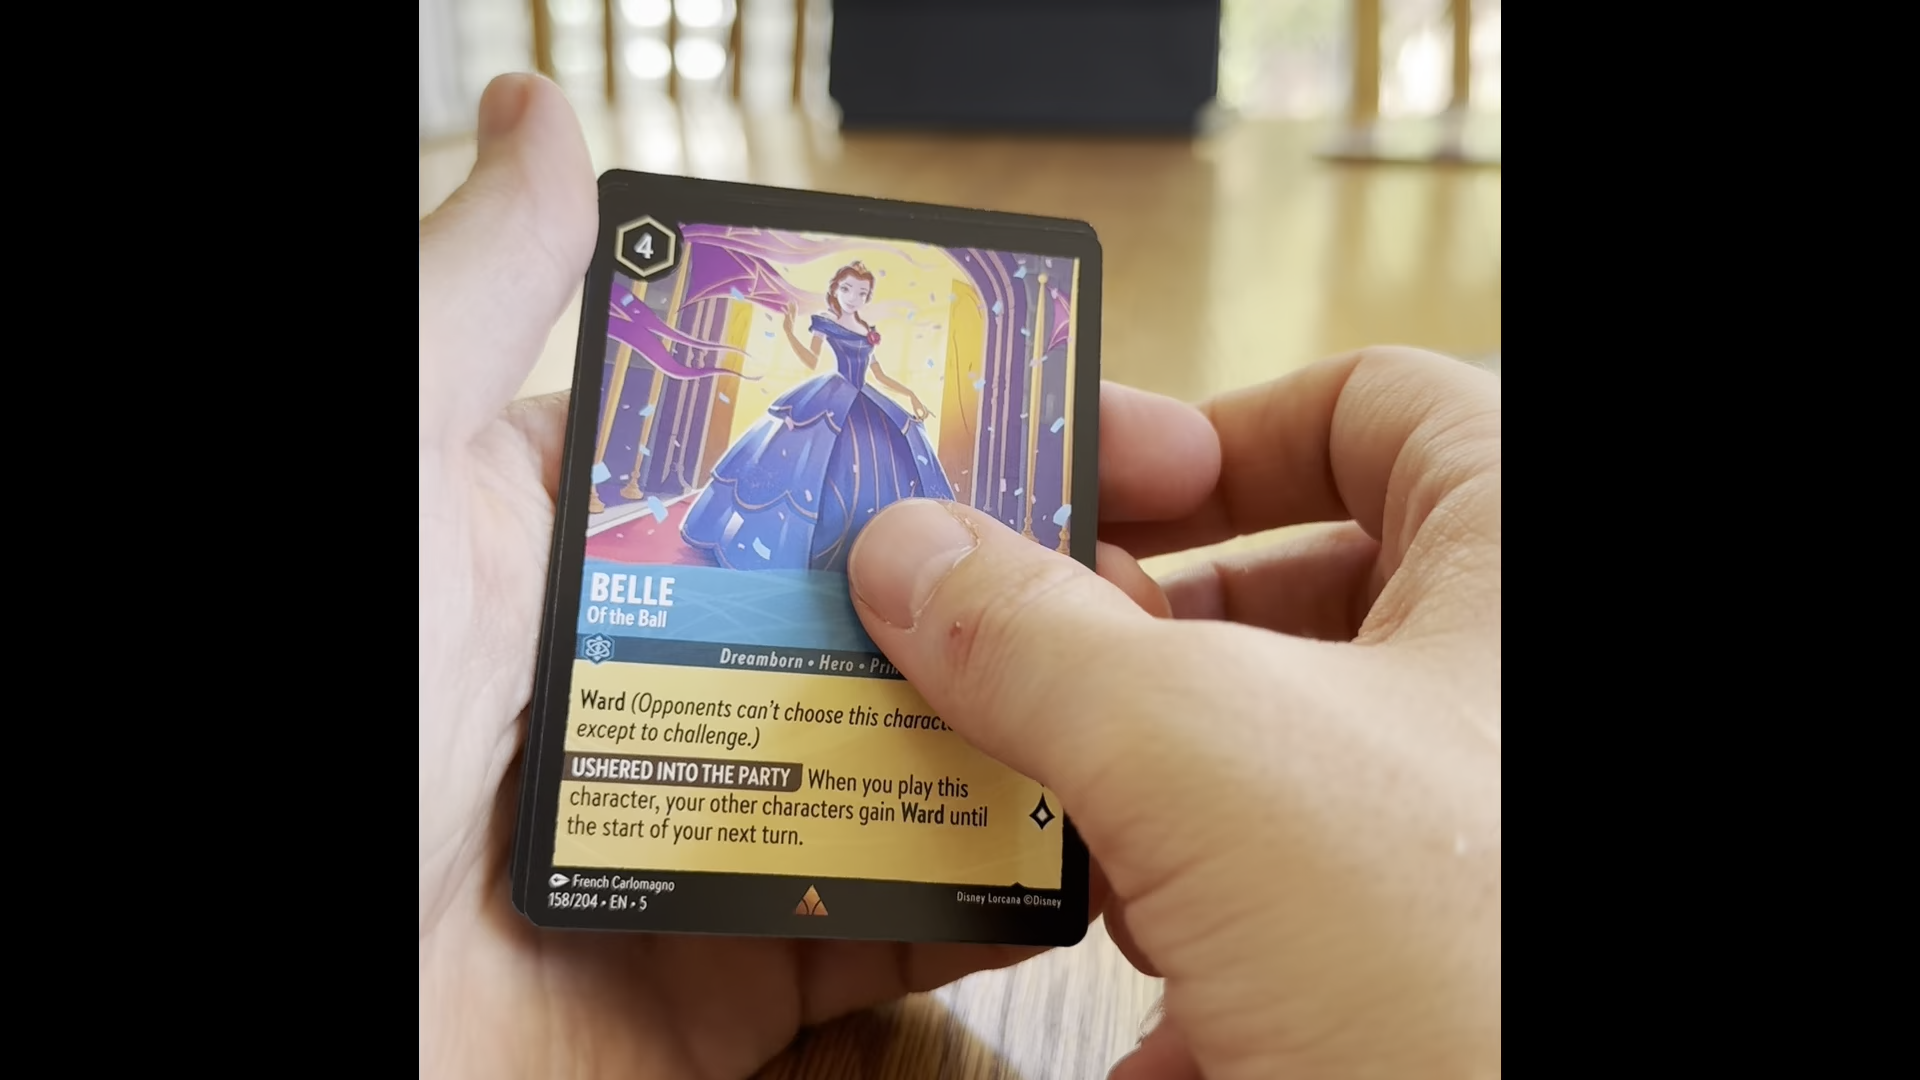 4
BELLE
Of the Ball
Dreamborn • Hero •
Ward (Opponents can't choose this
except to challenge.)
USHERED INTO THE PARTY When you play this
character, your other characters gain Ward until
the start of your next turn.
French Carlomagno
158/204 • EN • 5
Disney Lorcana ©Disney